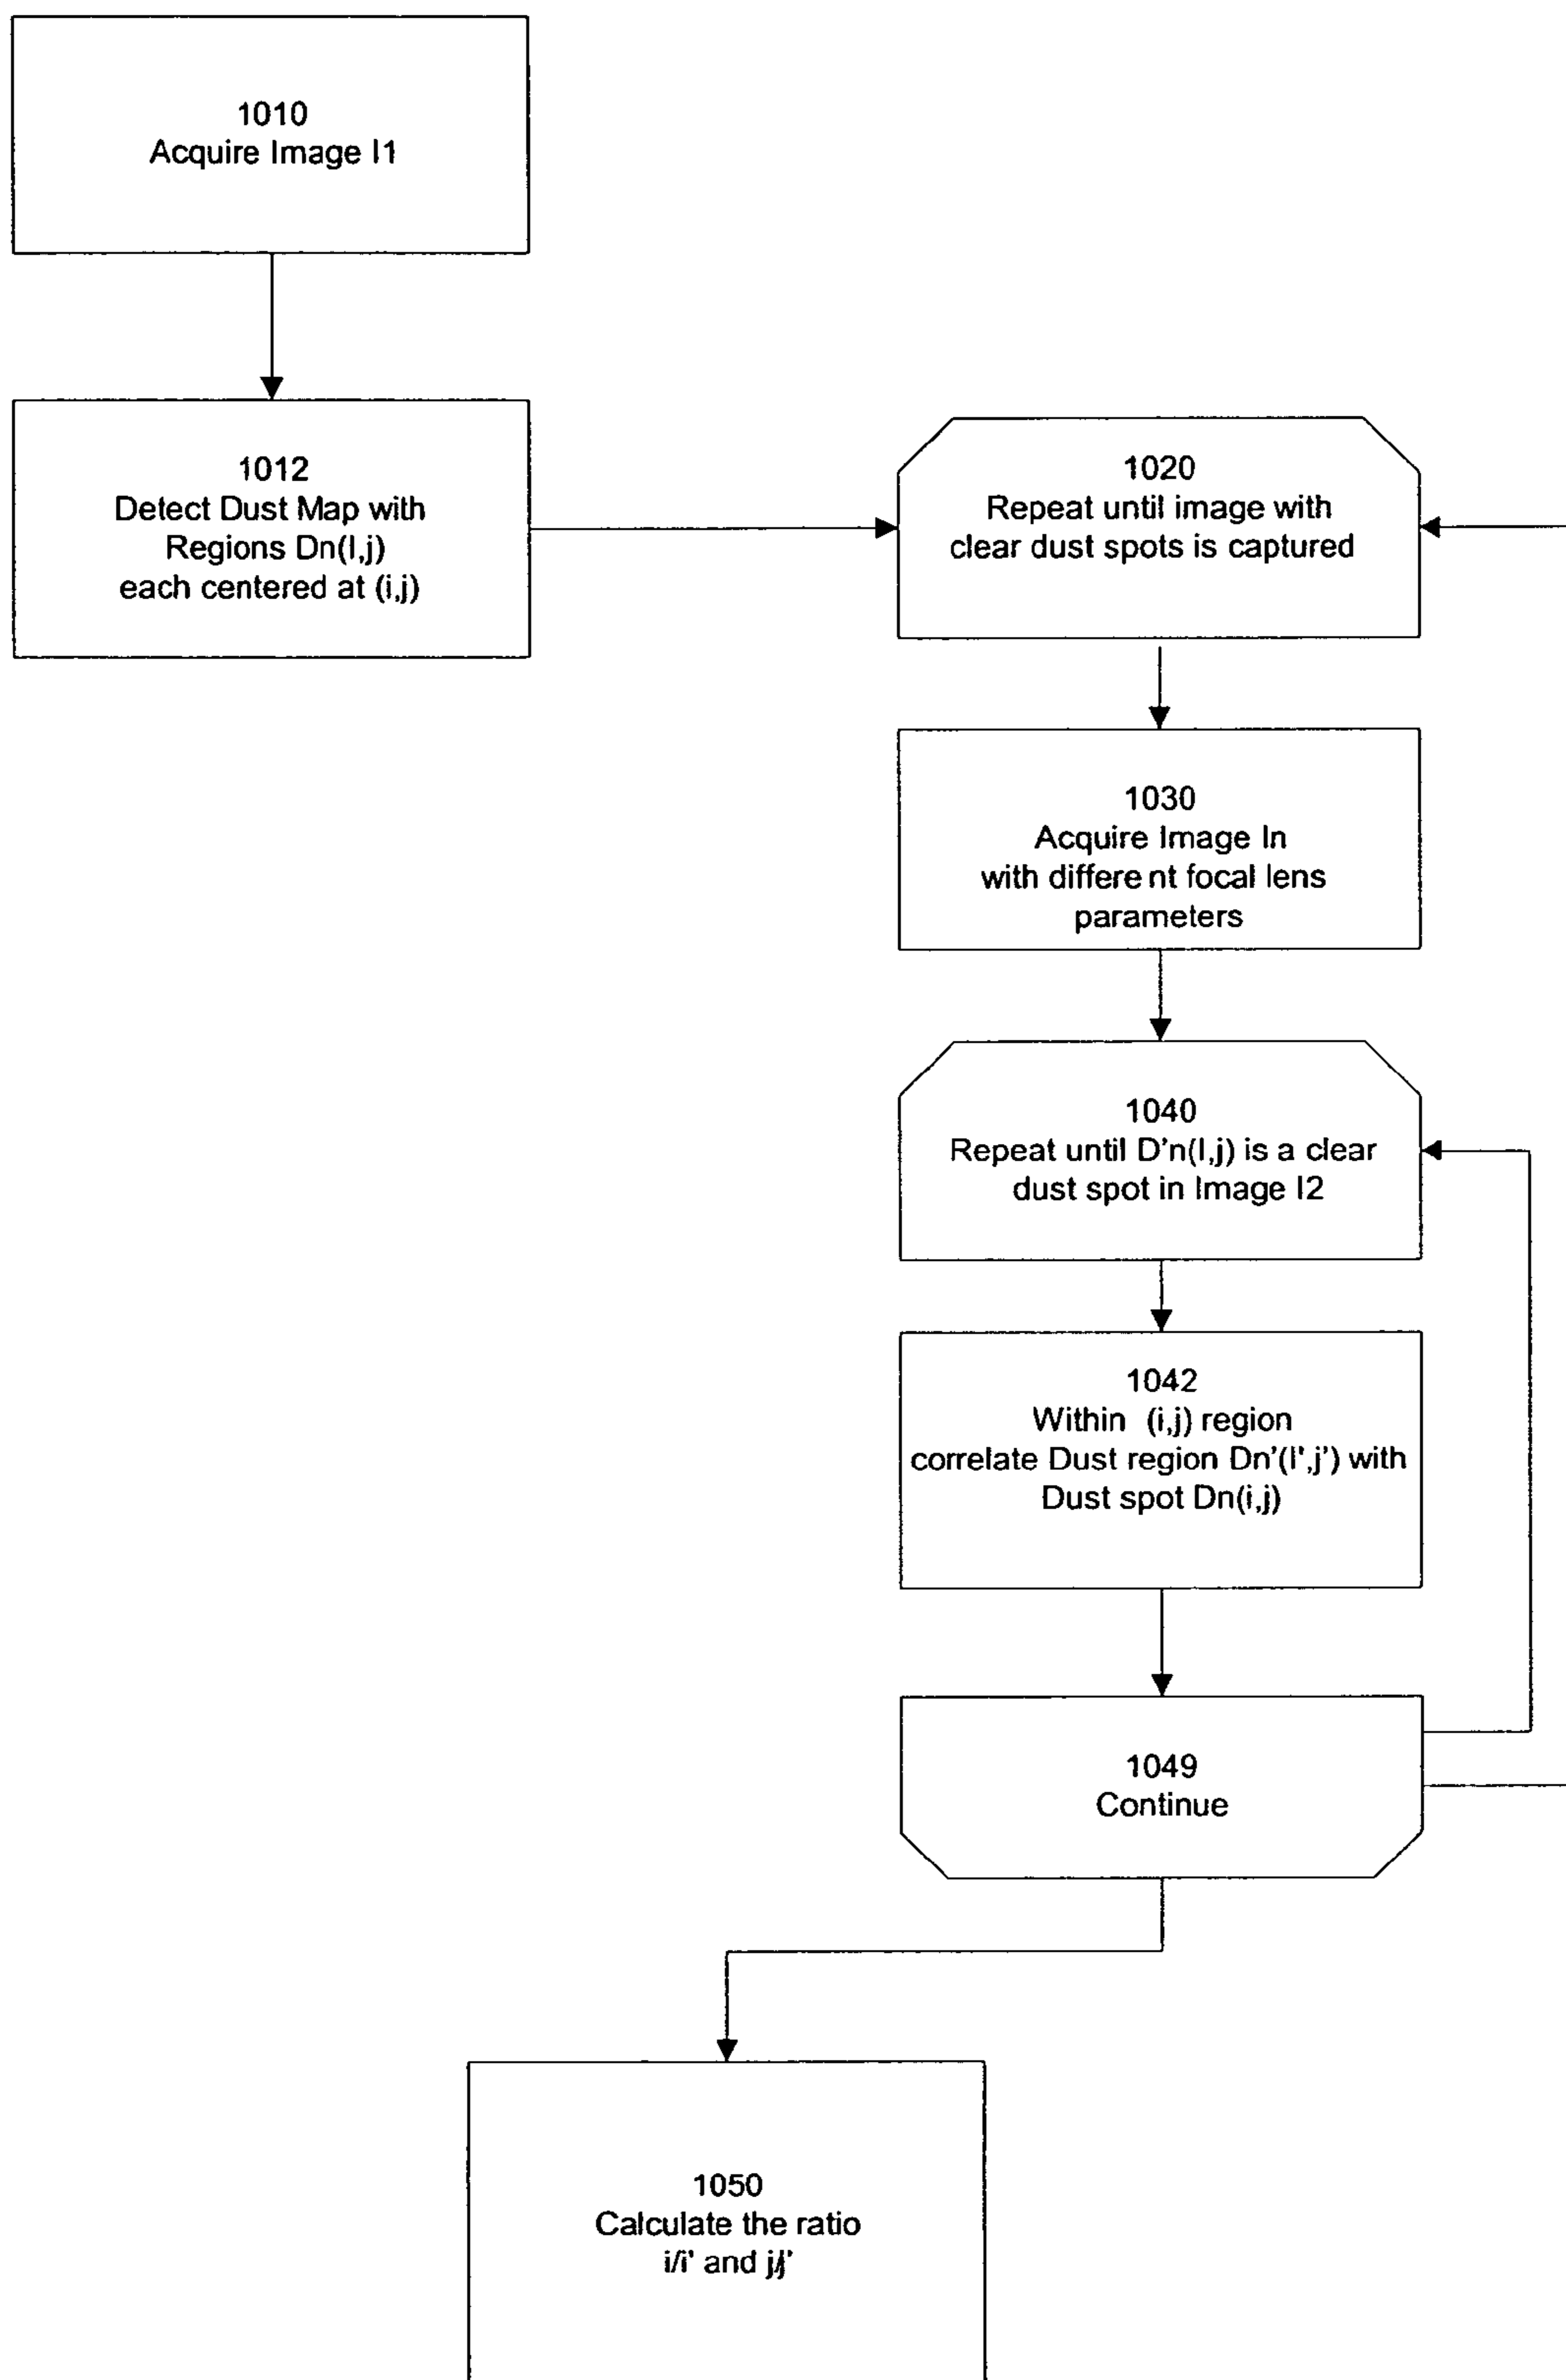 1010
Acquire Image I1
1012
Detect Dust Map with
Regions Dn(I,j)
each centered at (i,j)
1020
Repeat until image with
clear dust spots is captured
1030
Acquire Image In
with different focal lens
parameters
1040
Repeat until D'n(I,j) is a clear
dust spot in Image I2
1042
Within (i,j) region
correlate Dust region Dn'(I',j') with
Dust spot Dn(i,j)
1049
Continue
1050
Calculate the ratio
i/i' and j/j'